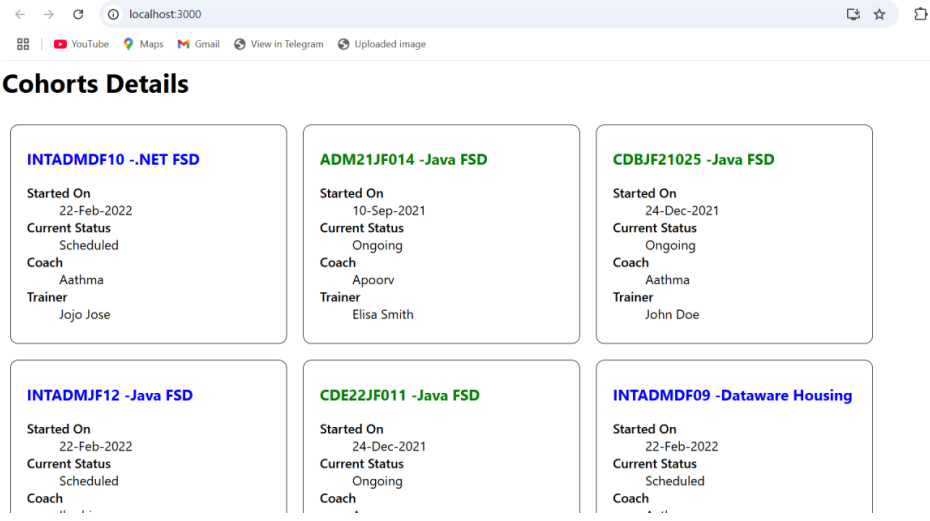 localhost:3000
YouTube Maps Gmail View in Telegram Uploaded image
Cohorts Details
INTADMDF10 -.NET FSD
Started On
22-Feb-2022
Current Status
Scheduled
Coach
Aathma
Trainer
Jojo Jose
ADM21JF014 -Java FSD
Started On
10-Sep-2021
Current Status
Ongoing
Coach
Apoorv
Trainer
Elisa Smith
CDBJF21025 -Java FSD
Started On
24-Dec-2021
Current Status
Ongoing
Coach
Aathma
Trainer
John Doe
INTADMJF12 -Java FSD
Started On
22-Feb-2022
Current Status
Scheduled
Coach
CDE22JF011 -Java FSD
Started On
24-Dec-2021
Current Status
Ongoing
Coach
INTADMDF09 -Dataware Housing
Started On
22-Feb-2022
Current Status
Scheduled
Coach